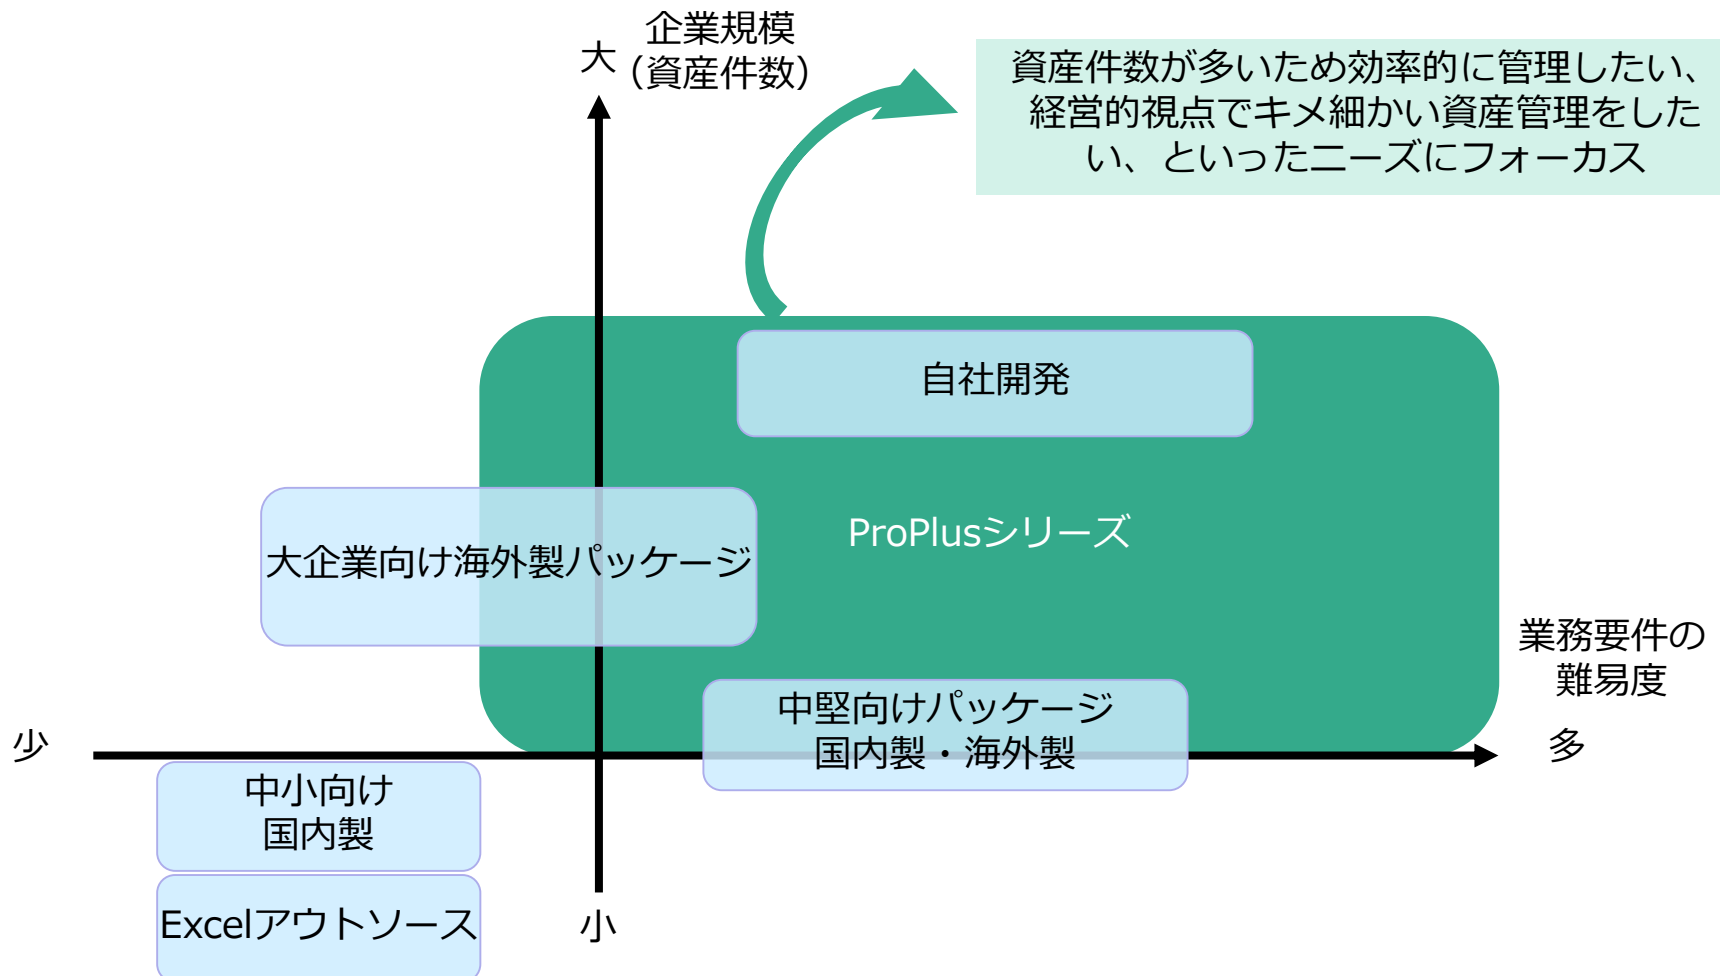 企業規模
（資産件数）
大
資産件数が多いため効率的に管理したい、
経営的視点でキメ細かい資産管理をした
い、といったニーズにフォーカス
自社開発
ProPlusシリーズ
大企業向け海外製パッケージ
業務要件の
難易度
中堅向けパッケージ
国内製・海外製
少
多
中小向け
国内製
Excelアウトソース
小